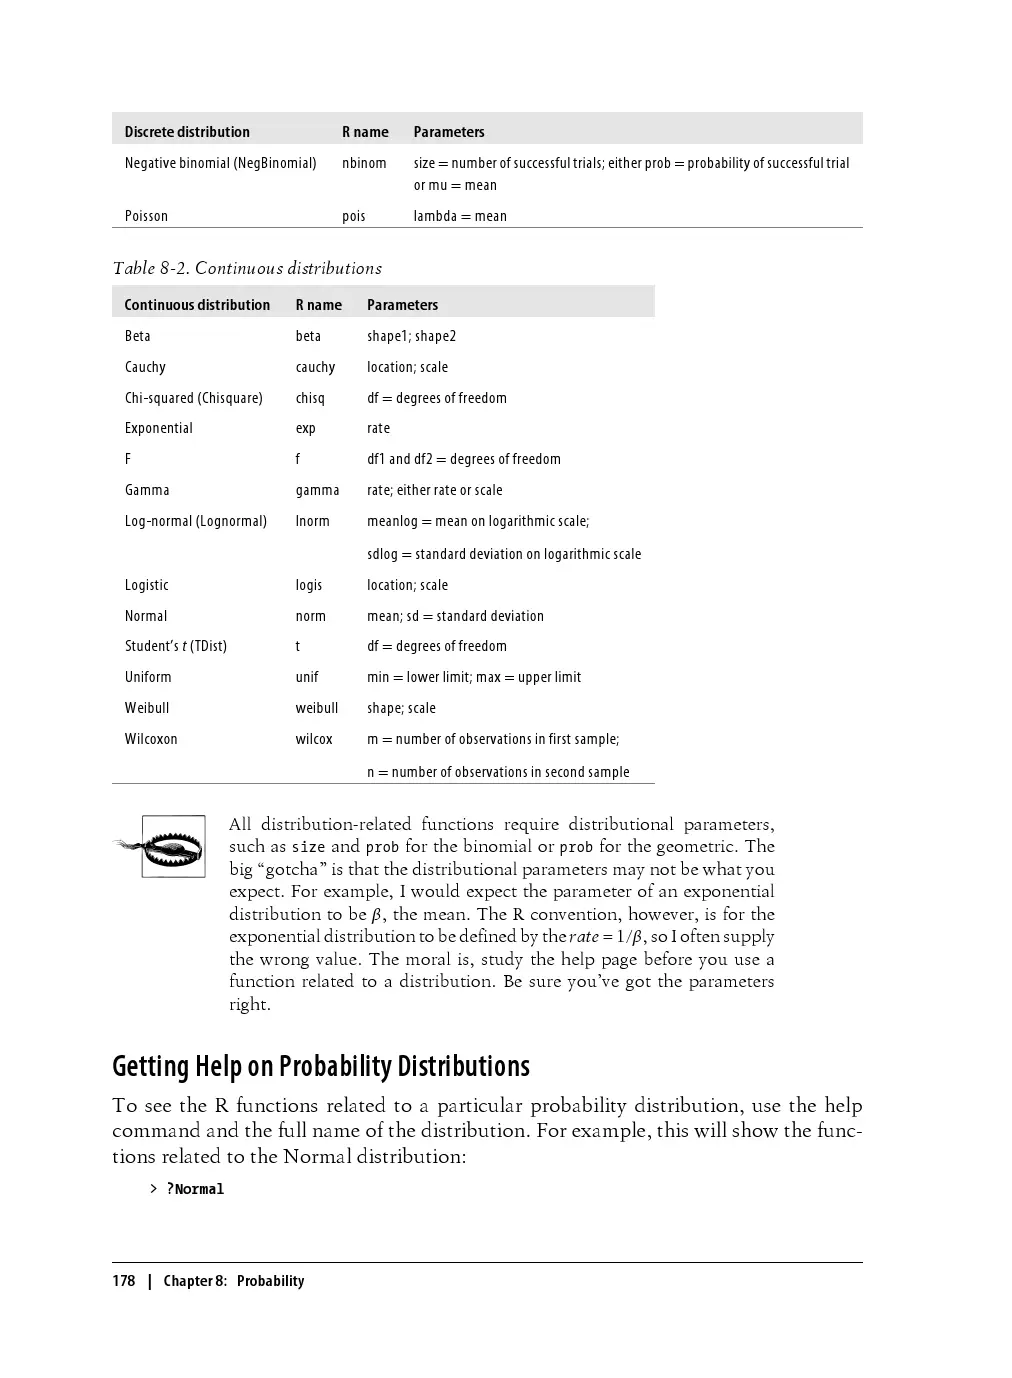 Discrete distribution R name Parameters
Negative binomial (NegBinomial) nbinom size = number of successful trials; either prob = probability of successful trial
or mu = mean
Poisson pois lambda = mean
Table 8-2. Continuous distributions
Continuous distribution R name Parameters
Beta beta shape1; shape2
Cauchy cauchy location; scale
Chi-squared (Chisquare) chisq df = degrees of freedom
Exponential exp rate
F f df1 and df2 = degrees of freedom
Gamma gamma rate; either rate or scale
Log-normal (Lognormal) lnorm meanlog = mean on logarithmic scale;
sdlog = standard deviation on logarithmic scale
Logistic logis location; scale
Normal norm mean; sd = standard deviation
Student’s t (TDist) t df = degrees of freedom
Uniform unif min = lower limit; max = upper limit
Weibull weibull shape; scale
Wilcoxon wilcox m = number of observations in first sample;
n = number of observations in second sample
All distribution-related functions require distributional parameters,
such as size and prob for the binomial or prob for the geometric. The
big “gotcha” is that the distributional parameters may not be what you
expect. For example, I would expect the parameter of an exponential
distribution to be β, the mean. The R convention, however, is for the
exponential distribution to be defined by the rate = 1/β, so I often supply
the wrong value. The moral is, study the help page before you use a
function related to a distribution. Be sure you’ve got the parameters
right.
Getting Help on Probability Distributions
To see the R functions related to a particular probability distribution, use the help
command and the full name of the distribution. For example, this will show the func-
tions related to the Normal distribution:
> ?Normal
178 | Chapter 8: Probability